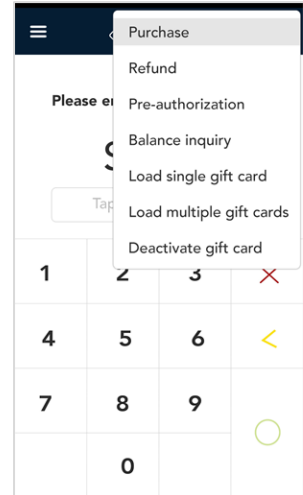 Purchase
Refund
Please
Pre-authorization
Balance inquiry
Load single gift card
Tap
Load multiple gift cards
Deactivate gift card
1 2 3
4 5 6
7 8 9
0